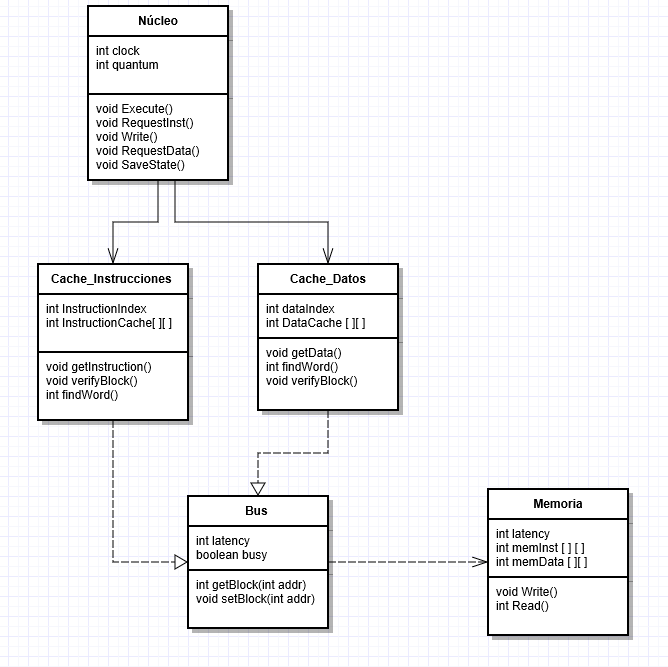 Núcleo
int clock
int quantum
void Execute()
void RequestInst()
void Write()
void RequestData()
void SaveState()
Cache_Instrucciones
int InstructionIndex
int InstructionCache[ ][ ]
void getInstruction()
void verifyBlock()
int findWord()
Cache_Datos
int dataIndex
int DataCache [ ][ ]
void getData()
int findWord()
void verifyBlock()
Bus
int latency
boolean busy
int getBlock(int addr)
void setBlock(int addr)
Memoria
int latency
int memInst [ ] [ ]
int memData [ ][ ]
void Write()
int Read()